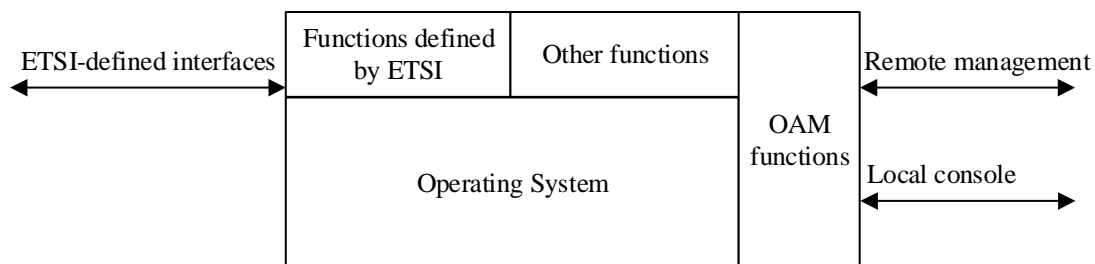 ETSI-defined interfaces
Functions defined
by ETSI
Other functions
Operating System
OAM
functions
Remote management
Local console